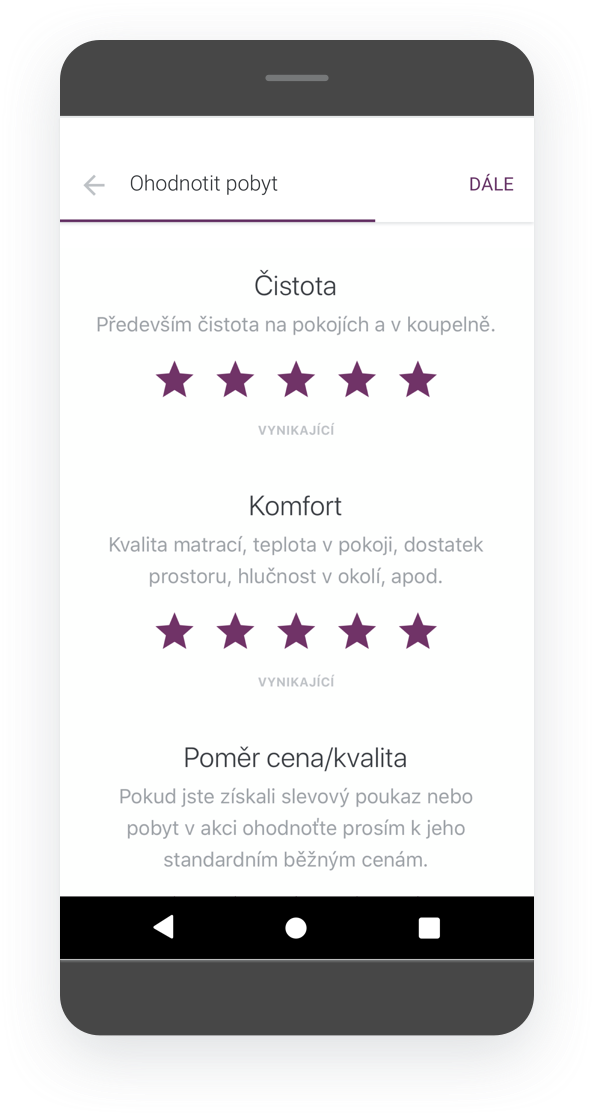 Ohodnotit pobyt
DÁLE
Čistota
Především čistota na pokojích a v koupelně.
VYNIKAJÍCÍ
Komfort
Kvalita matrací, teplota v pokoji, dostatek
prostoru, hlučnost v okolí, apod.
VYNIKAJÍCÍ
Poměr cena/kvalita
Pokud jste získali slevový poukaz nebo
pobyt v akci ohodnoťte prosím k jeho
standardním běžným cenám.